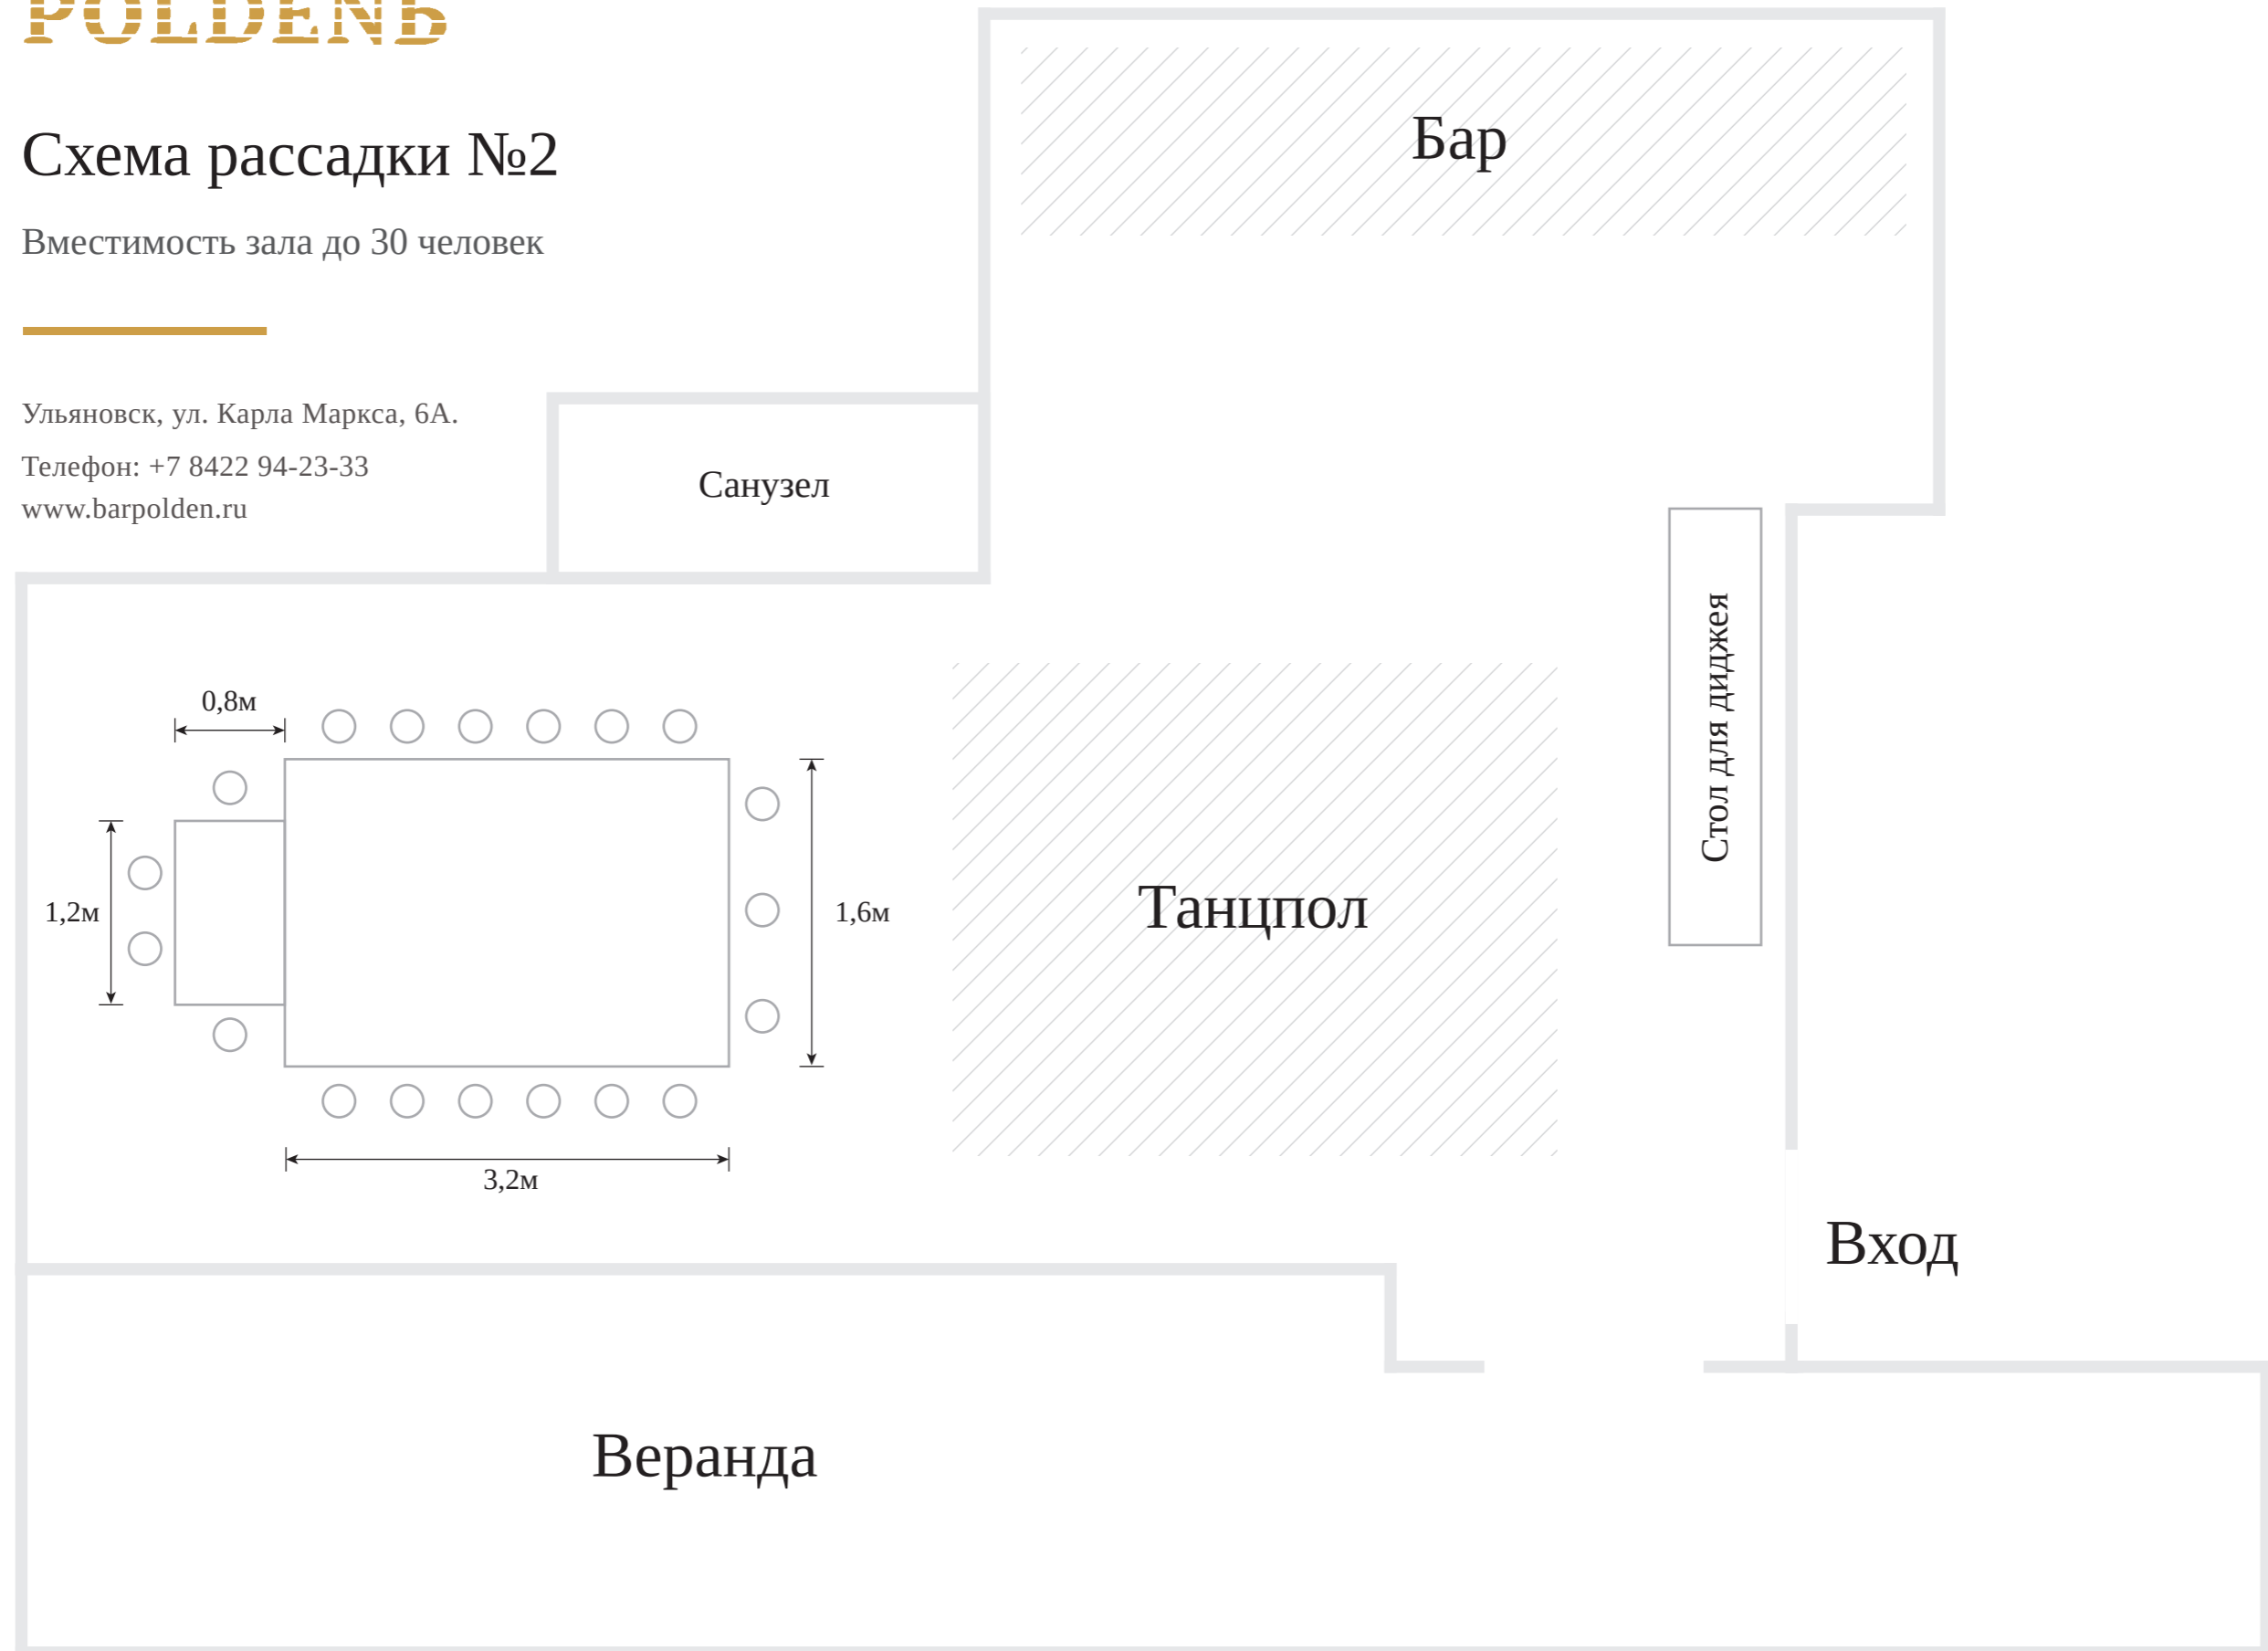 POLDENЬ
Схема рассадки №2
Вместимость зала до 30 человек
Ульяновск, ул. Карла Маркса, 6А.
Телефон: +7 8422 94-23-33
www.barpolden.ru
Бар
Санузел
Стол для диджея
0,8м
1,2м
1,6м
3,2м
Танцпол
Вход
Веранда